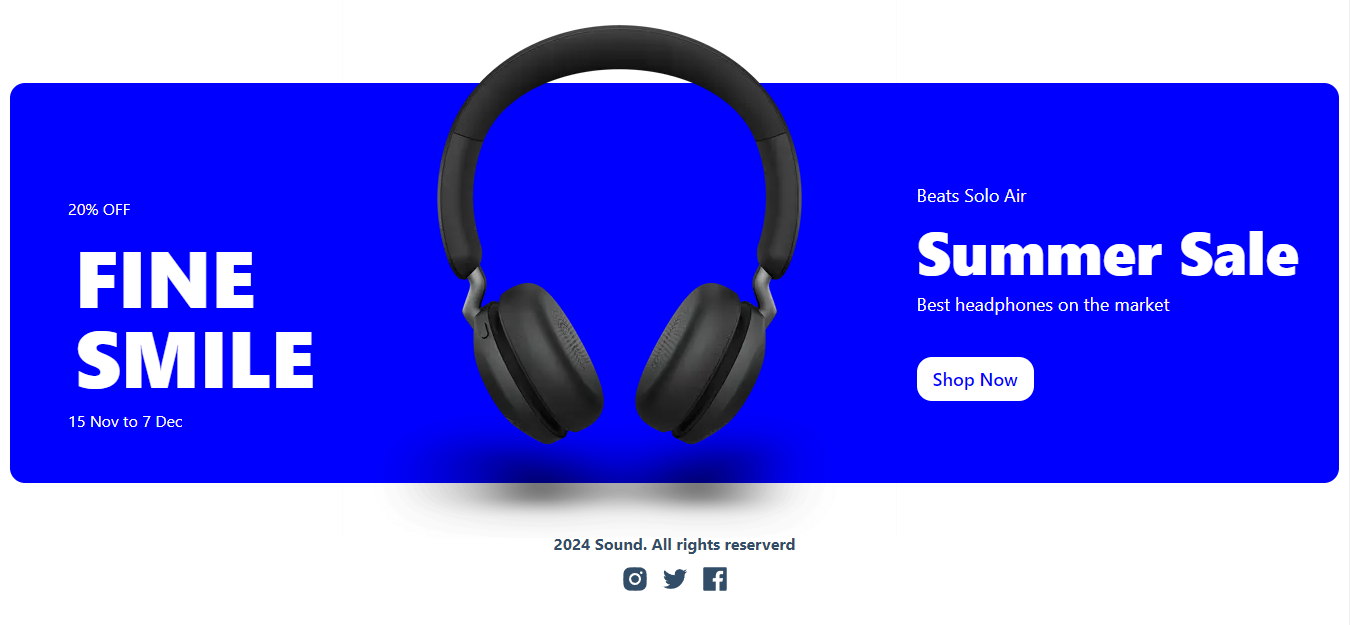 20% OFF
FINE
SMILE
15 Nov to 7 Dec
Beats Solo Air
Summer Sale
Best headphones on the market
Shop Now
2024 Sound. All rights reserverd